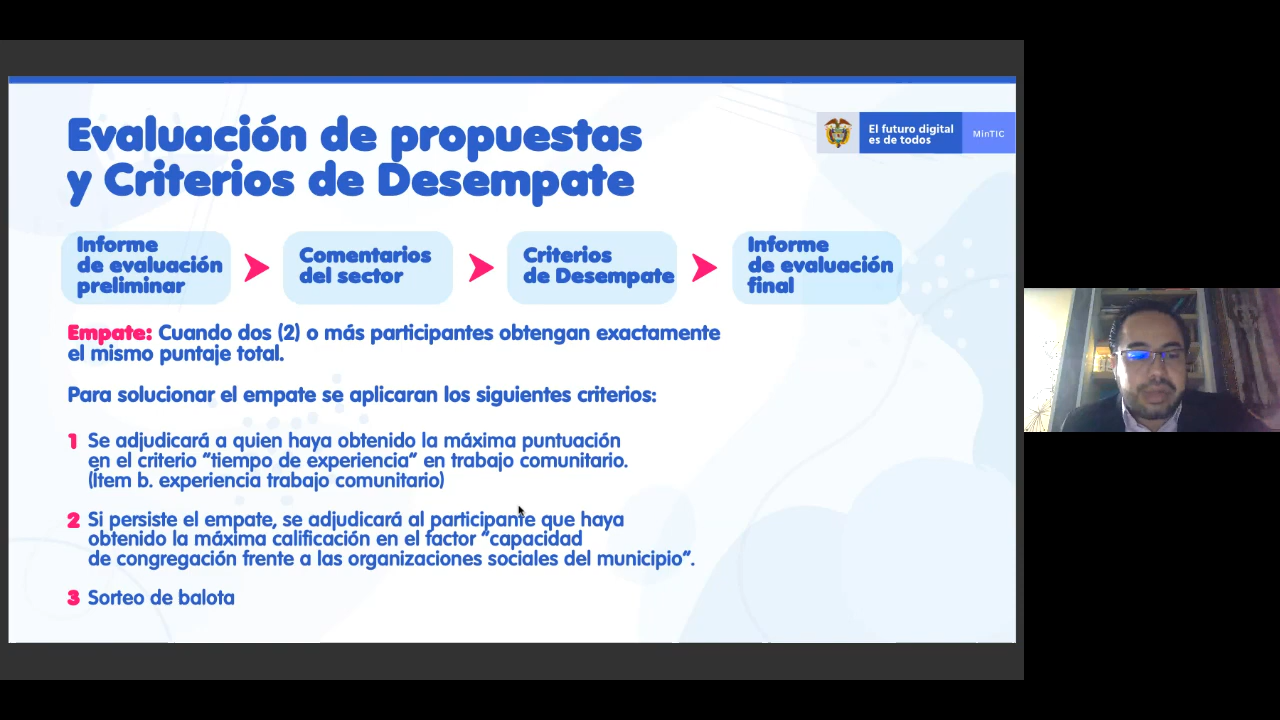 Evaluación de propuestas
y Criterios de Desempate
El futuro digital
es de todos
MinTIC
Informe
de evaluación
preliminar
Comentarios
del sector
Criterios
de Desempate
Informe
de evaluación
final
Empate: Cuando dos (2) o más participantes obtengan exactamente
el mismo puntaje total.
Para solucionar el empate se aplicaran los siguientes criterios:
1 Se adjudicará a quien haya obtenido la máxima puntuación
en el criterio “tiempo de experiencia” en trabajo comunitario.
(Ítem b. experiencia trabajo comunitario)
2 Si persiste el empate, se adjudicará al participante que haya
obtenido la máxima calificación en el factor “capacidad
de congregación frente a las organizaciones sociales del municipio”.
3 Sorteo de balota